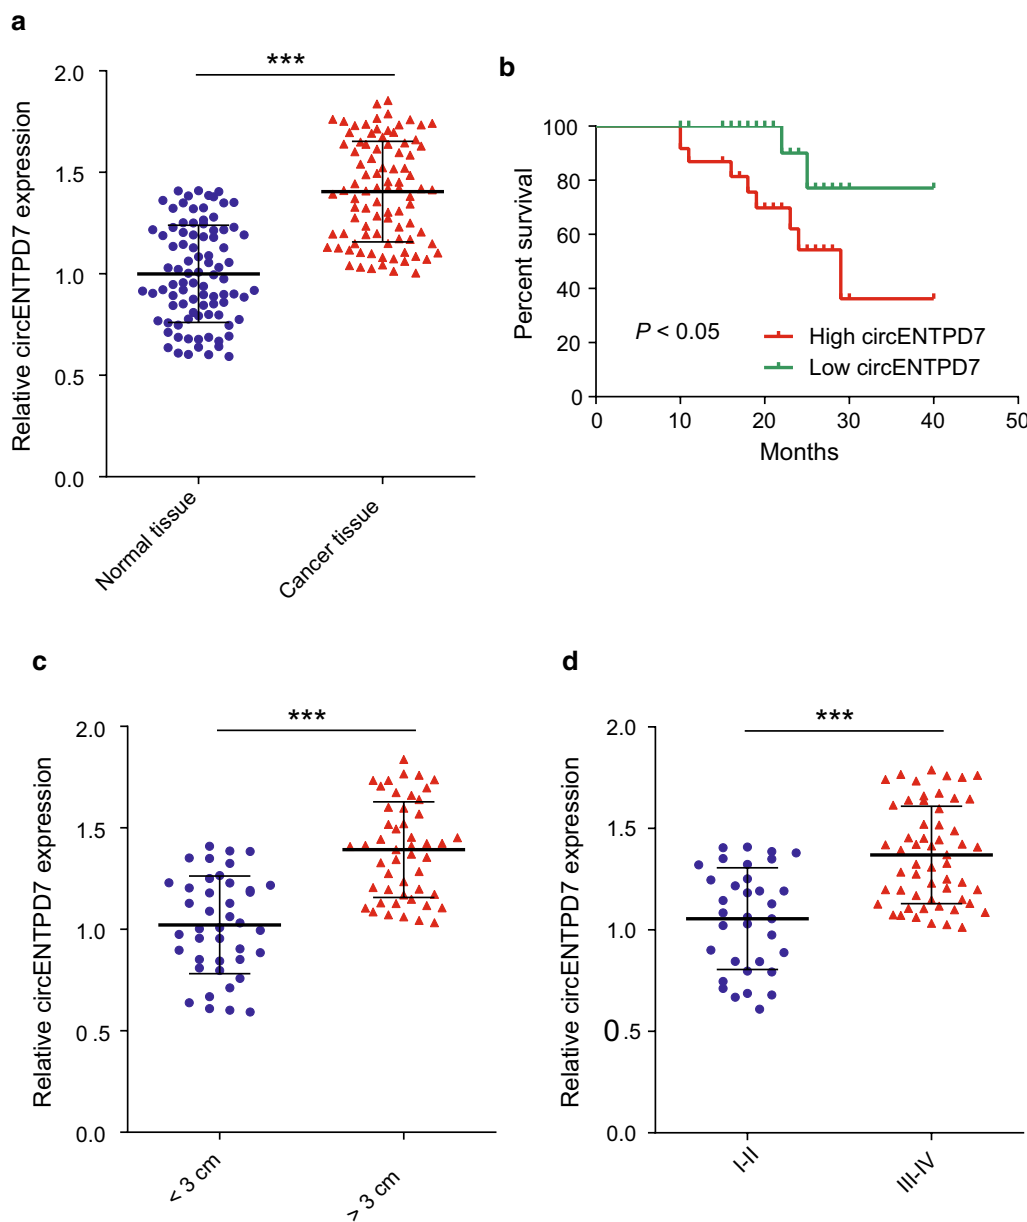 a
***
Relative circENTPD7 expression
2.0
1.5
1.0
0.5
0.0
Normal tissue
Cancer tissue
b
Percent survival
100
80
60
40
20
0
P < 0.05
High circENTPD7
Low circENTPD7
0 10 20 30 40 50
Months
c
***
Relative circENTPD7 expression
2.0
1.5
1.0
0.5
0.0
< 3 cm
> 3 cm
d
***
Relative circENTPD7 expression
2.0
1.5
1.0
0.5
0.0
I-II
III-IV